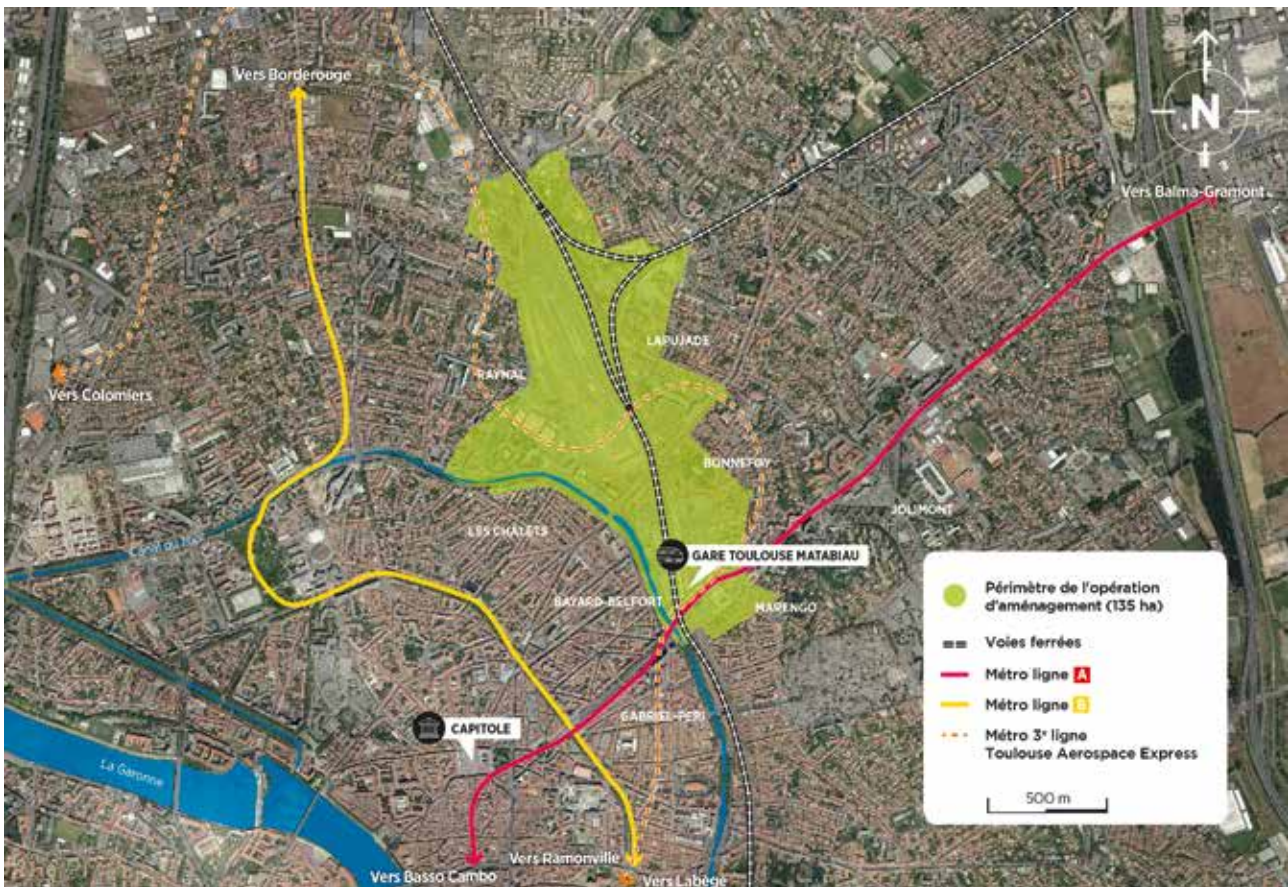 Vers Borderouge
N
Vers Balma-Gramont
LAPUJADE
RAYNAL
Vers Colomiers
BONNEFOY
JOLIMONT
LES CHALETS
Canal du Midi
GARE TOULOUSE MATABIAU
BAYARD-BELFORT
MARENGO
GABRIEL-PERI
CAPITOLE
La Garonne
Vers Ramonville
Vers Basso Cambo
Vers Labège
Périmètre de l'opération
d'aménagement (135 ha)
Voies ferrées
Métro ligne A
Métro ligne B
Métro 3e ligne
Toulouse Aerospace Express
500 m